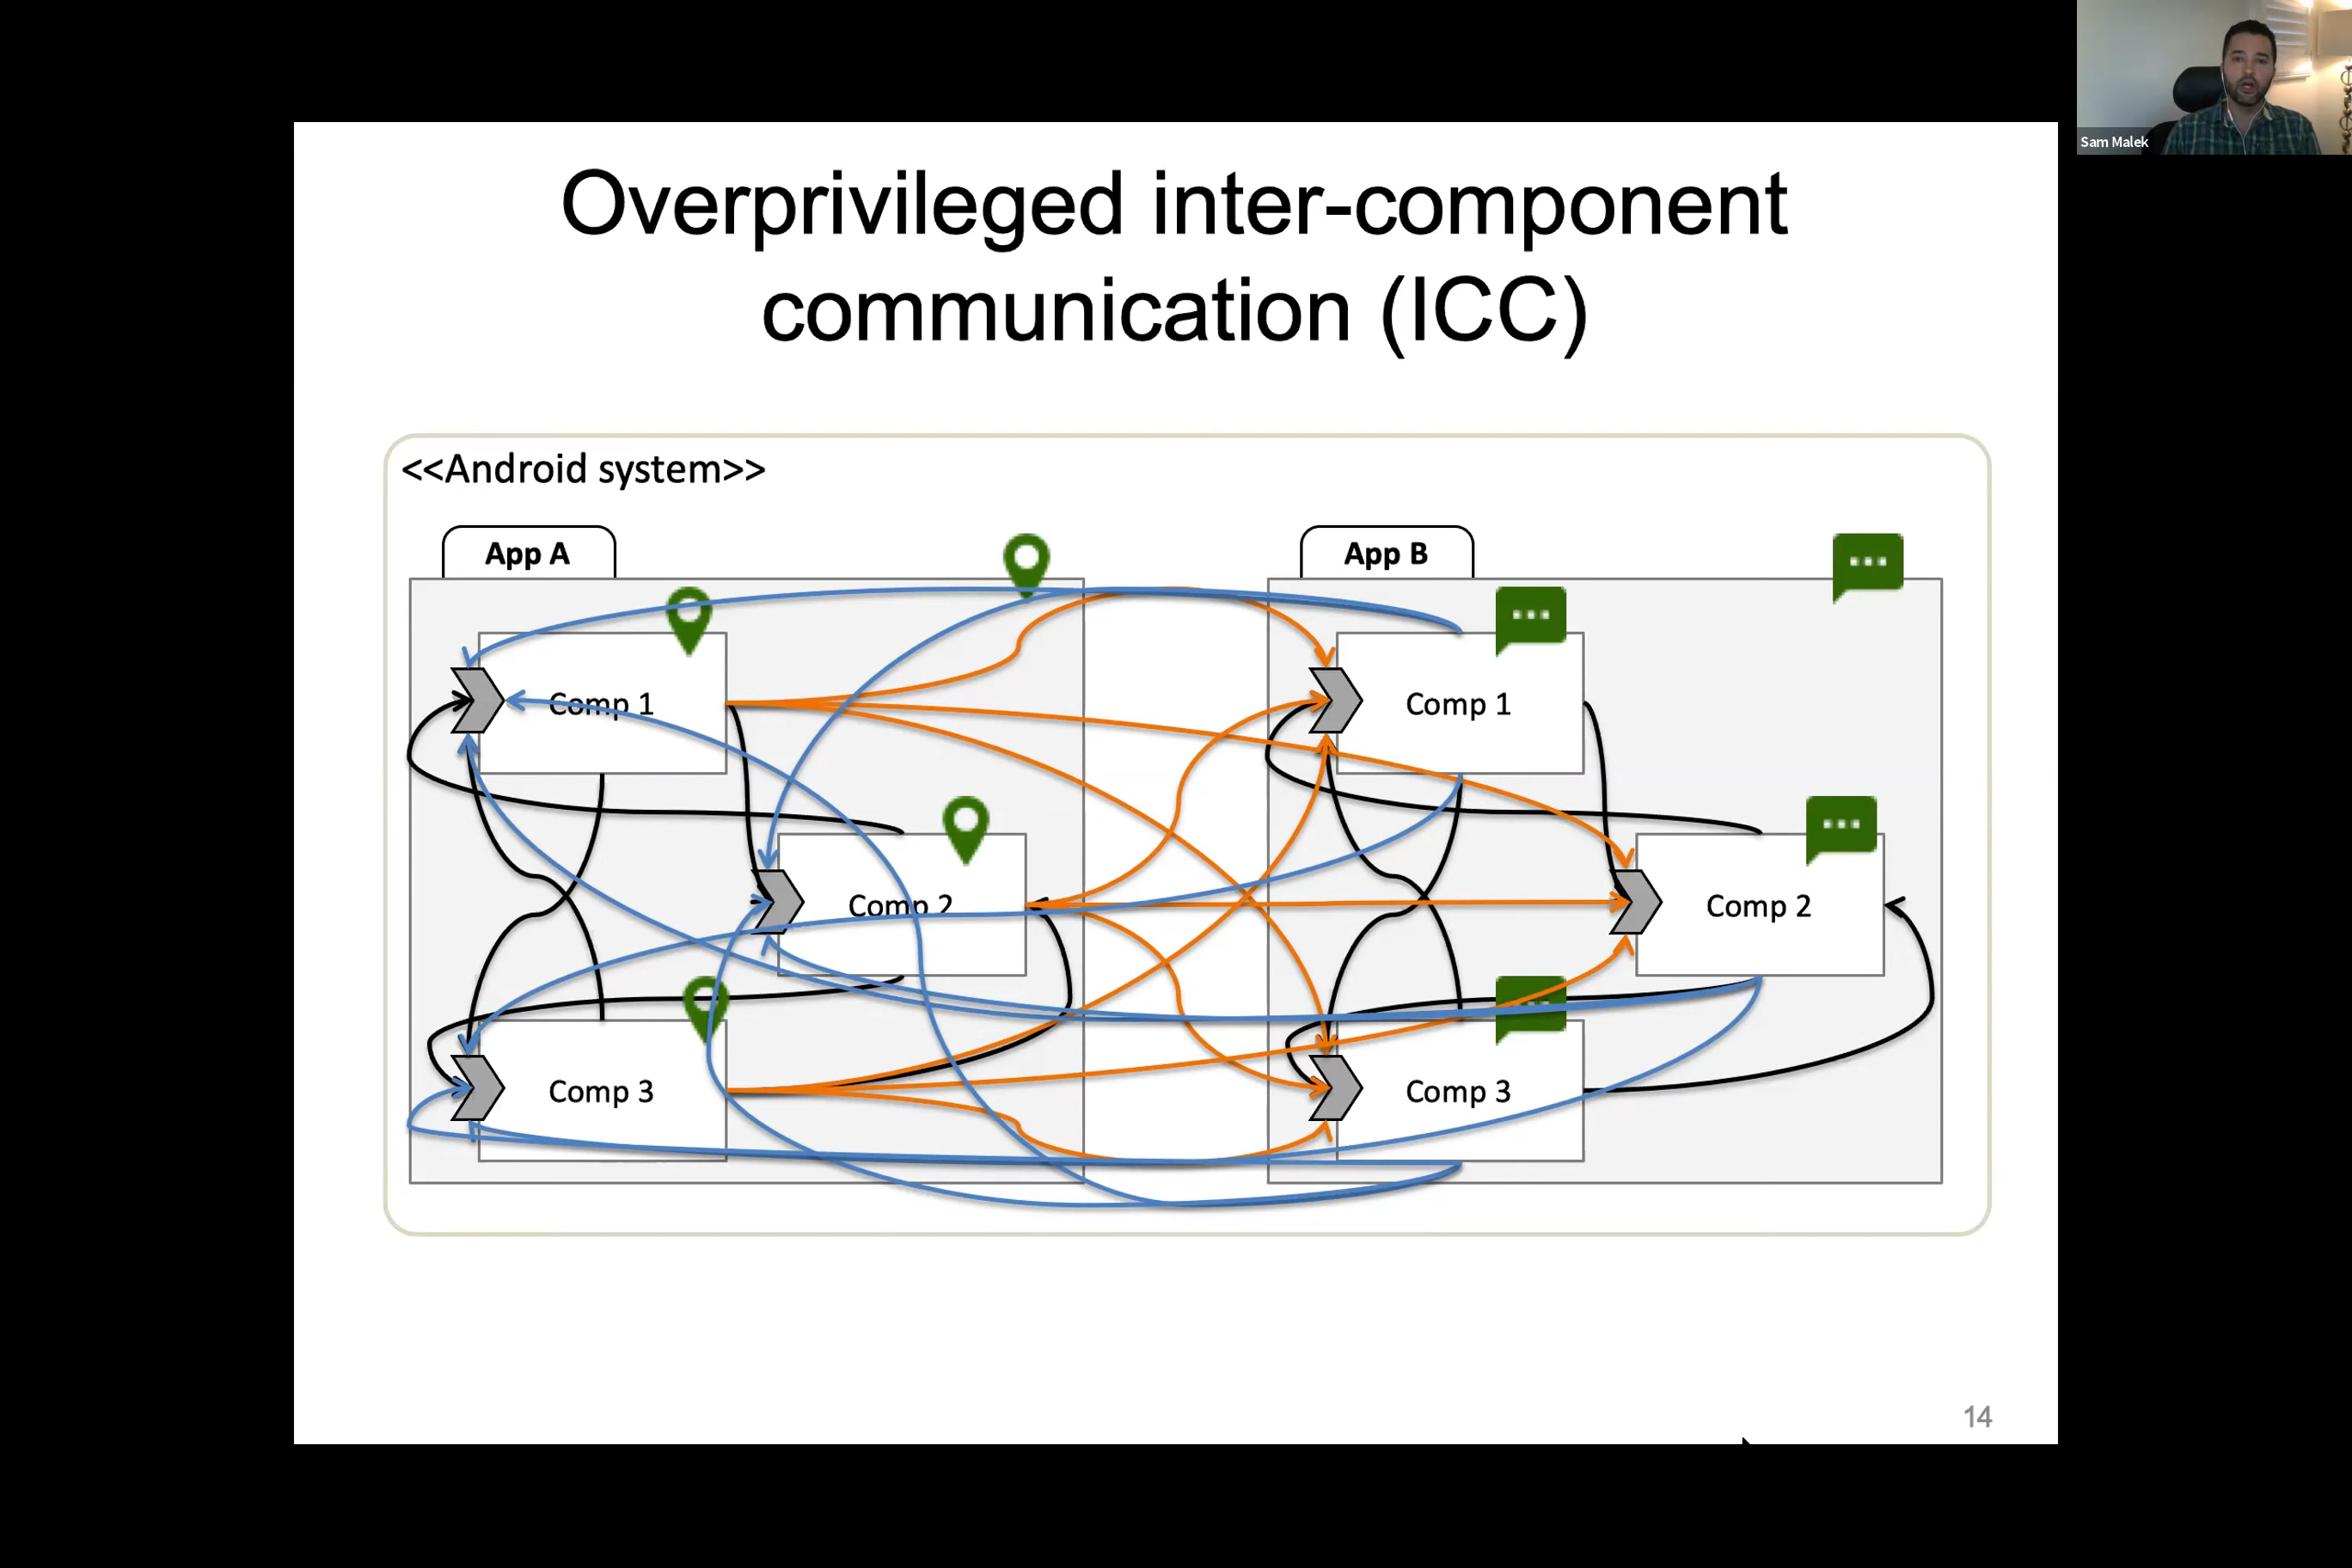 Sam Malek
Overprivileged inter-component
communication (ICC)
<<Android system>>
App A
App B
Comp 1
Comp 1
Comp 2
Comp 2
Comp 3
Comp 3
14